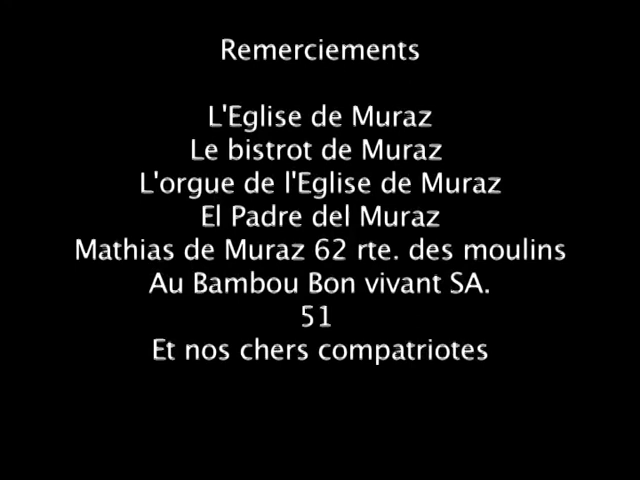 Remerciements
L'Eglise de Muraz
Le bistrot de Muraz
L'orgue de l'Eglise de Muraz
El Padre del Muraz
Mathias de Muraz 62 rte. des moulins
Au Bambou Bon vivant SA.
51
Et nos chers compatriotes